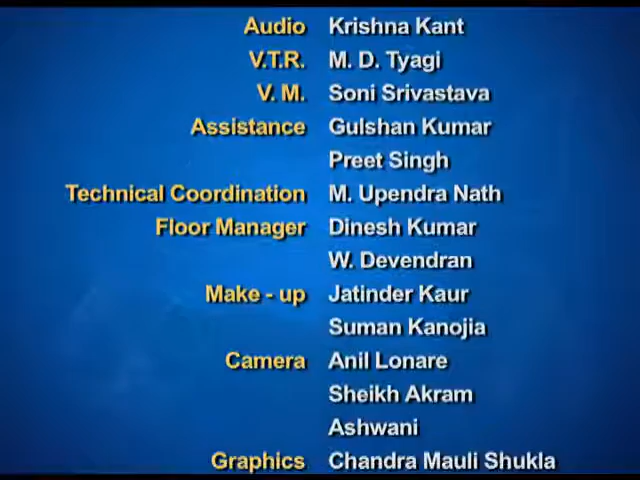 Audio Krishna Kant
V.T.R. M. D. Tyagi
V. M. Soni Srivastava
Assistance Gulshan Kumar
Preet Singh
Technical Coordination M. Upendra Nath
Floor Manager Dinesh Kumar
W. Devendran
Make - up Jatinder Kaur
Suman Kanojia
Camera Anil Lonare
Sheikh Akram
Ashwani
Graphics Chandra Mauli Shukla